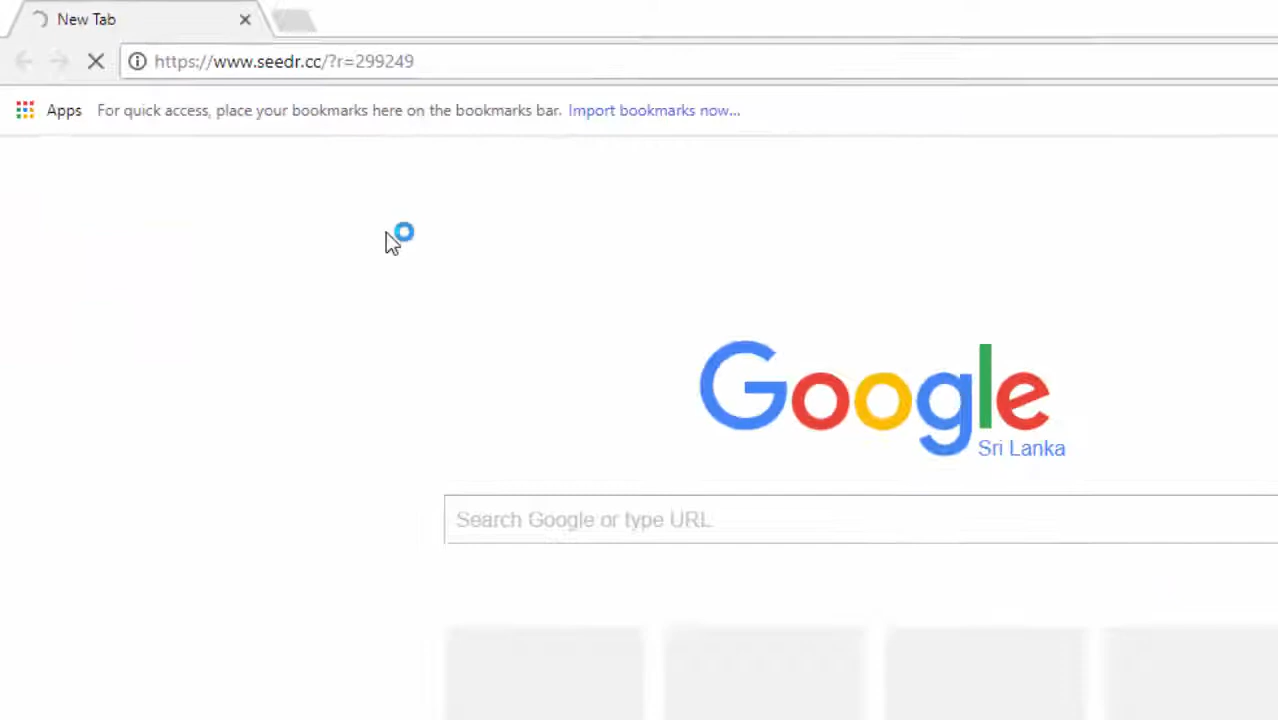 New Tab
https://www.seedr.cc/?r=299249
Apps For quick access, place your bookmarks here on the bookmarks bar. Import bookmarks now...
Google
Sri Lanka
Search Google or type URL